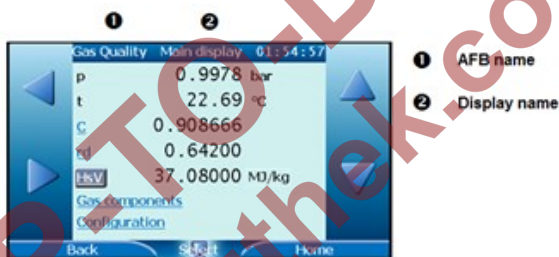 ❶ ❷
Gas Quality Main display 01:54:57
p 0.9978 bar
t 22.69 °C
C 0.908666
rd 0.64200
HsV 37.08000 MJ/kg
Gas components
Configuration
Back Select Home
❶ AFB name
❷ Display name